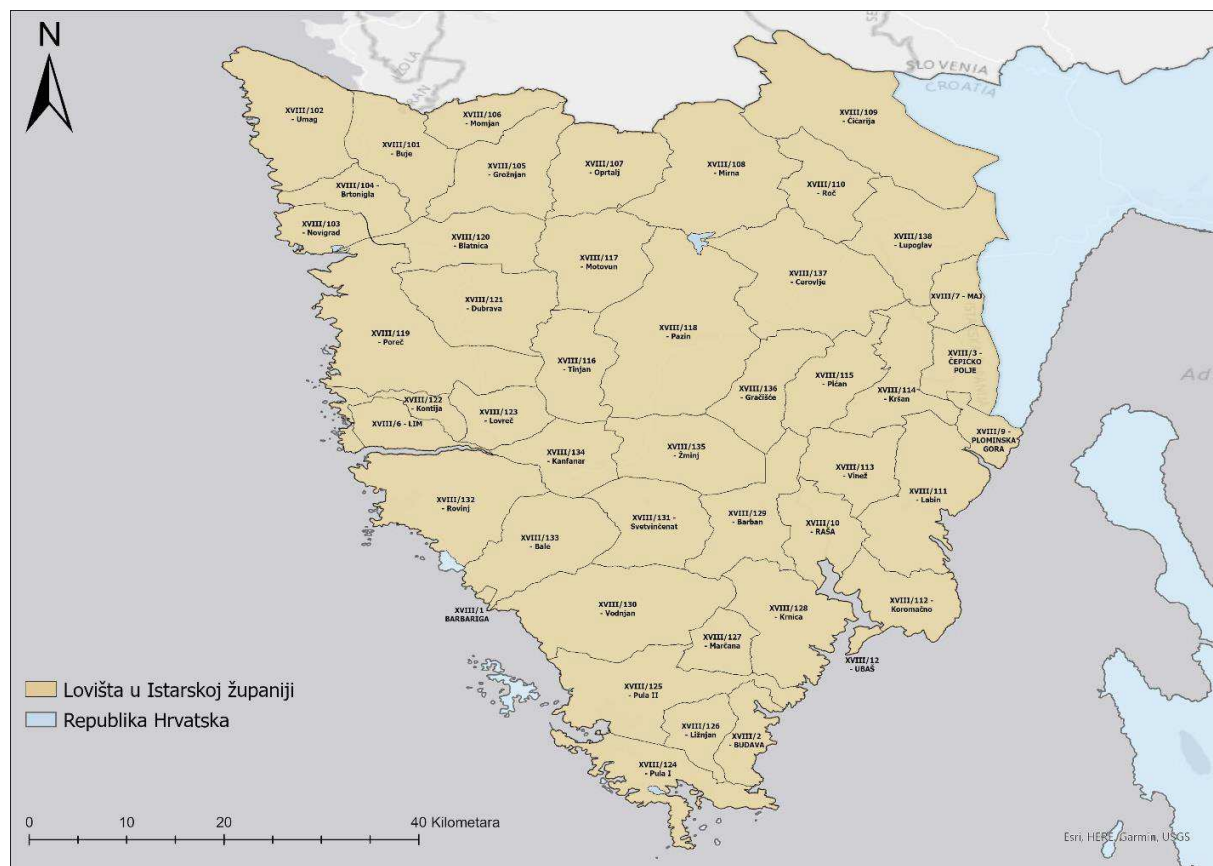 N
SLOVENIA
CROATIA
XVIII/102
- Umag
XVIII/106
- Momjan
XVIII/101
- Buje
XVIII/105
- Grožnjan
XVIII/107
- Oprtalj
XVIII/108
- Mirna
XVIII/109
- Ćićarija
XVIII/104 -
Brtonigla
XVIII/110
- Roč
XVIII/103
- Novigrad
XVIII/120
- Blatnica
XVIII/117
- Motovun
XVIII/138
- Lupoglav
XVIII/137
- Cerovlje
XVIII/7 - MAJ
XVIII/121
- Dubrava
XVIII/119
- Poreč
XVIII/118
- Pazin
XVIII/116
- Tinjan
XVIII/3 -
ČEPIĆKO
POLJE
XVIII/115
- Pićan
XVIII/136
- Gračišće
XVIII/114
- Kršan
XVIII/122
- Kontija
XVIII/123
- Lovreč
XVIII/6 - LIM
XVIII/9 -
PLOMINSKA
GORA
XVIII/135
- Žminj
XVIII/134
- Kanfanar
XVIII/113
- Vinež
XVIII/111
- Labin
XVIII/132
- Rovinj
XVIII/131 -
Svetvinčenat
XVIII/129
- Barban
XVIII/10
- RAŠA
XVIII/133
- Bale
XVIII/130
- Vodnjan
XVIII/128
- Krnica
XVIII/112 -
Koromačno
XVIII/1
BARBARIGA
XVIII/127
- Marčana
XVIII/12
- UBAŠ
XVIII/125
- Pula II
XVIII/126
- Ližnjan
XVIII/2
- BUDAVA
XVIII/124
- Pula I
Lovišta u Istarskoj županiji
Republika Hrvatska
0 10 20 40 Kilometara
Esri, HERE, Garmin, USGS